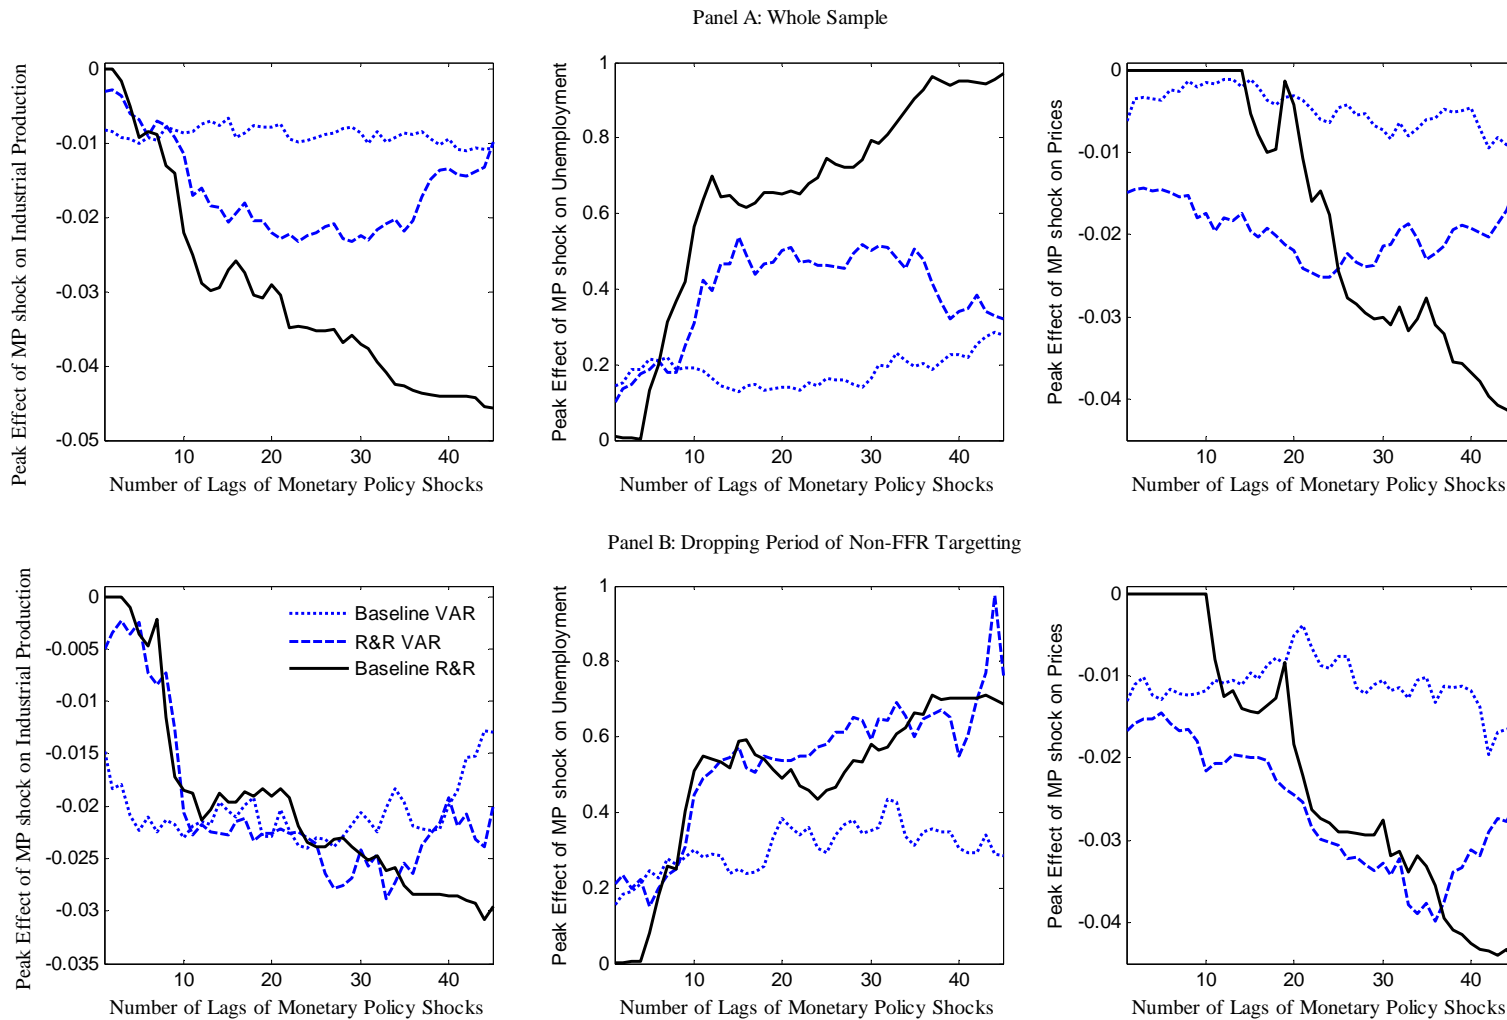 Panel A: Whole Sample
Peak Effect of MP shock on Industrial Production
0
-0.01
-0.02
-0.03
-0.04
-0.05
10 20 30 40
Number of Lags of Monetary Policy Shocks
Peak Effect of MP shock on Unemployment
1
0.8
0.6
0.4
0.2
0
10 20 30 40
Number of Lags of Monetary Policy Shocks
Peak Effect of MP shock on Prices
0
-0.01
-0.02
-0.03
-0.04
10 20 30 40
Number of Lags of Monetary Policy Shocks
Panel B: Dropping Period of Non-FFR Targetting
Peak Effect of MP shock on Industrial Production
0
-0.005
-0.01
-0.015
-0.02
-0.025
-0.03
-0.035
Baseline VAR
R&R VAR
Baseline R&R
10 20 30 40
Number of Lags of Monetary Policy Shocks
Peak Effect of MP shock on Unemployment
1
0.8
0.6
0.4
0.2
0
10 20 30 40
Number of Lags of Monetary Policy Shocks
Peak Effect of MP shock on Prices
0
-0.01
-0.02
-0.03
-0.04
10 20 30 40
Number of Lags of Monetary Policy Shocks